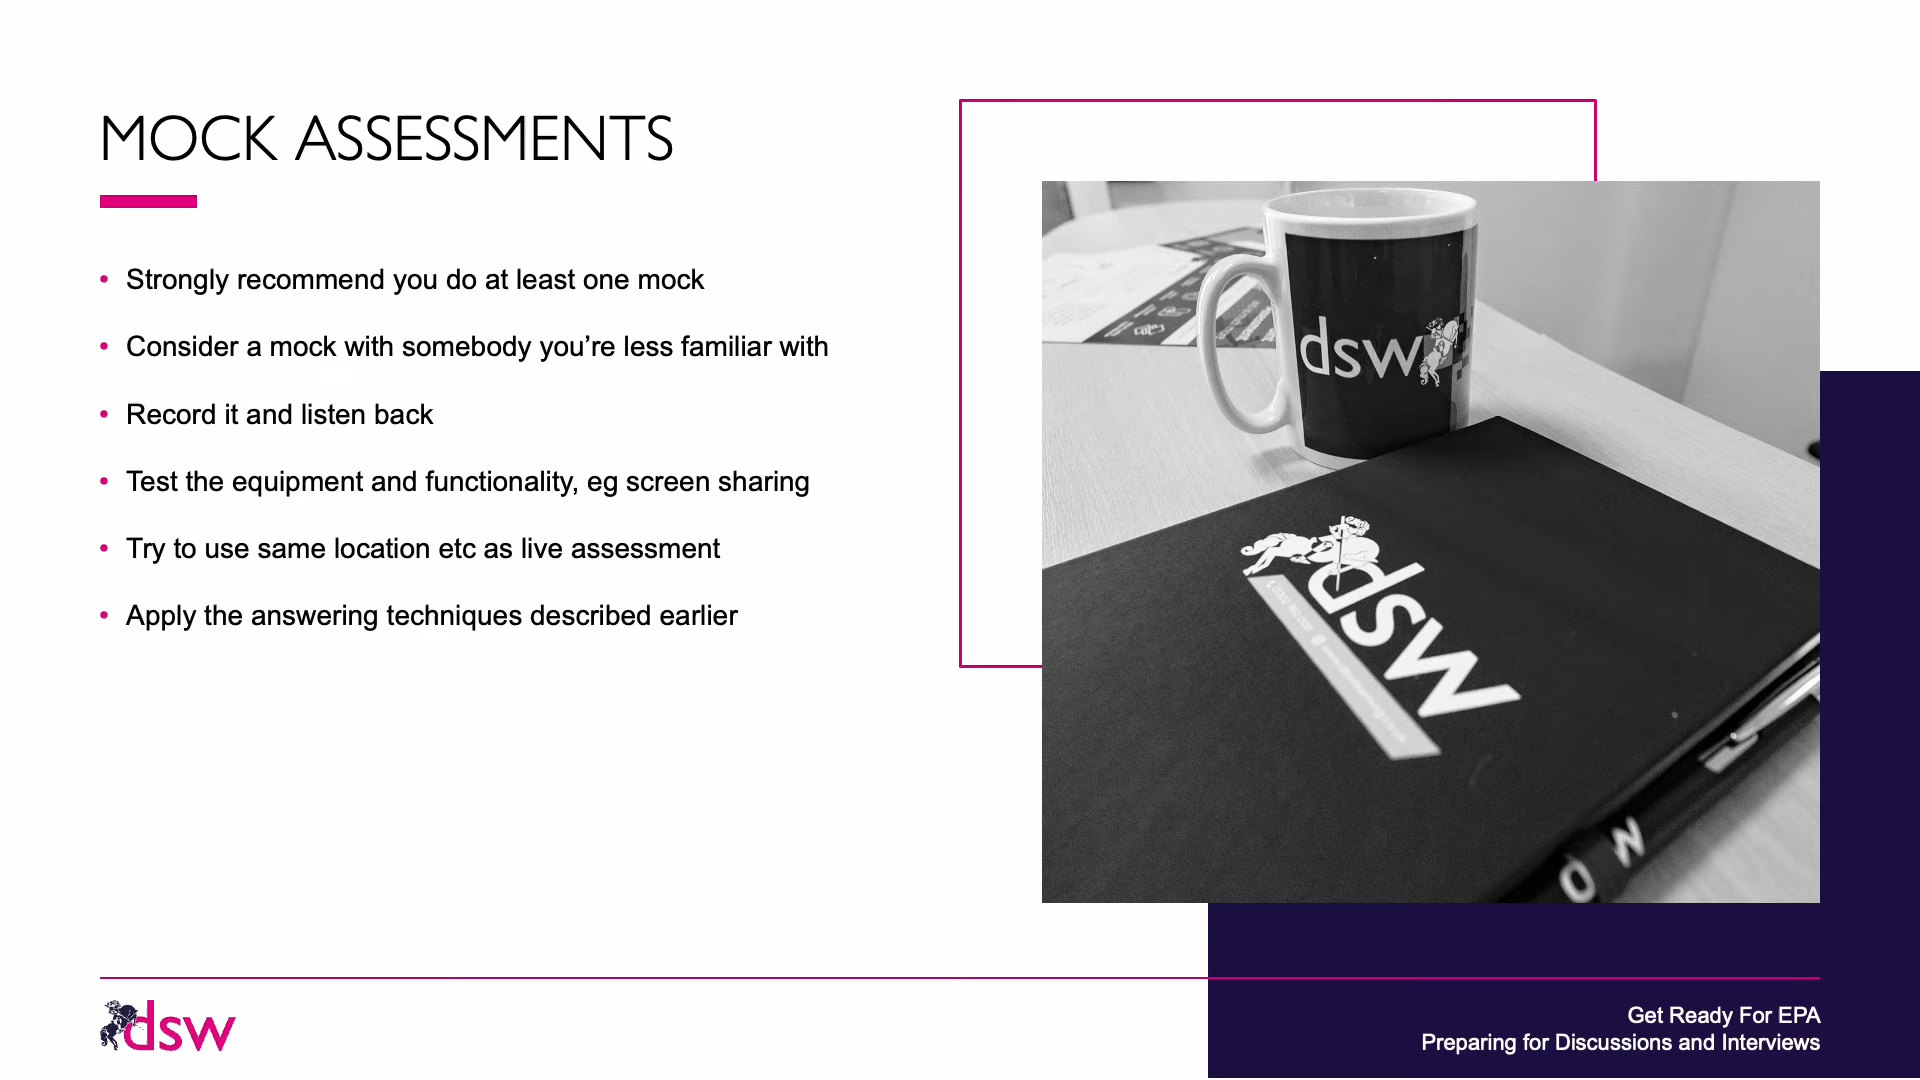 MOCK ASSESSMENTS
• Strongly recommend you do at least one mock
• Consider a mock with somebody you’re less familiar with
• Record it and listen back
• Test the equipment and functionality, eg screen sharing
• Try to use same location etc as live assessment
• Apply the answering techniques described earlier
dsw
dsw
dsw
Get Ready For EPA
Preparing for Discussions and Interviews